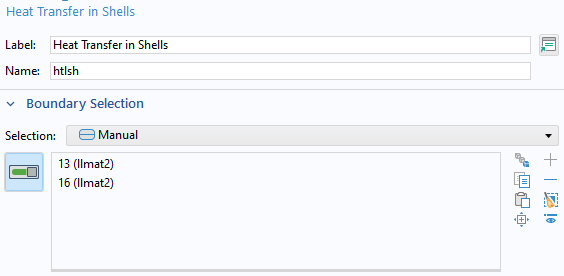 Heat Transfer in Shells
Label: Heat Transfer in Shells
Name: htlsh
Boundary Selection
Selection: Manual
13 (llmat2)
16 (llmat2)